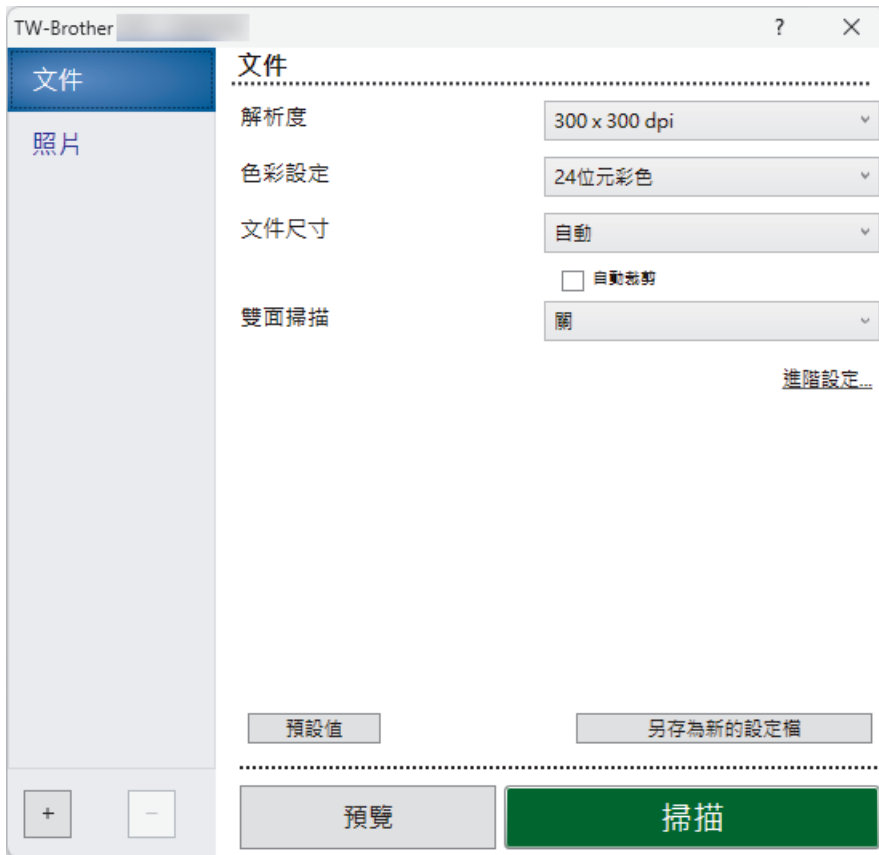 TW-Brother
?
文件
照片
文件
解析度
300 x 300 dpi
色彩設定
24位元彩色
文件尺寸
自動
自動裁剪
雙面掃描
關
進階設定...
預設值
另存為新的設定檔
+
−
預覽
掃描